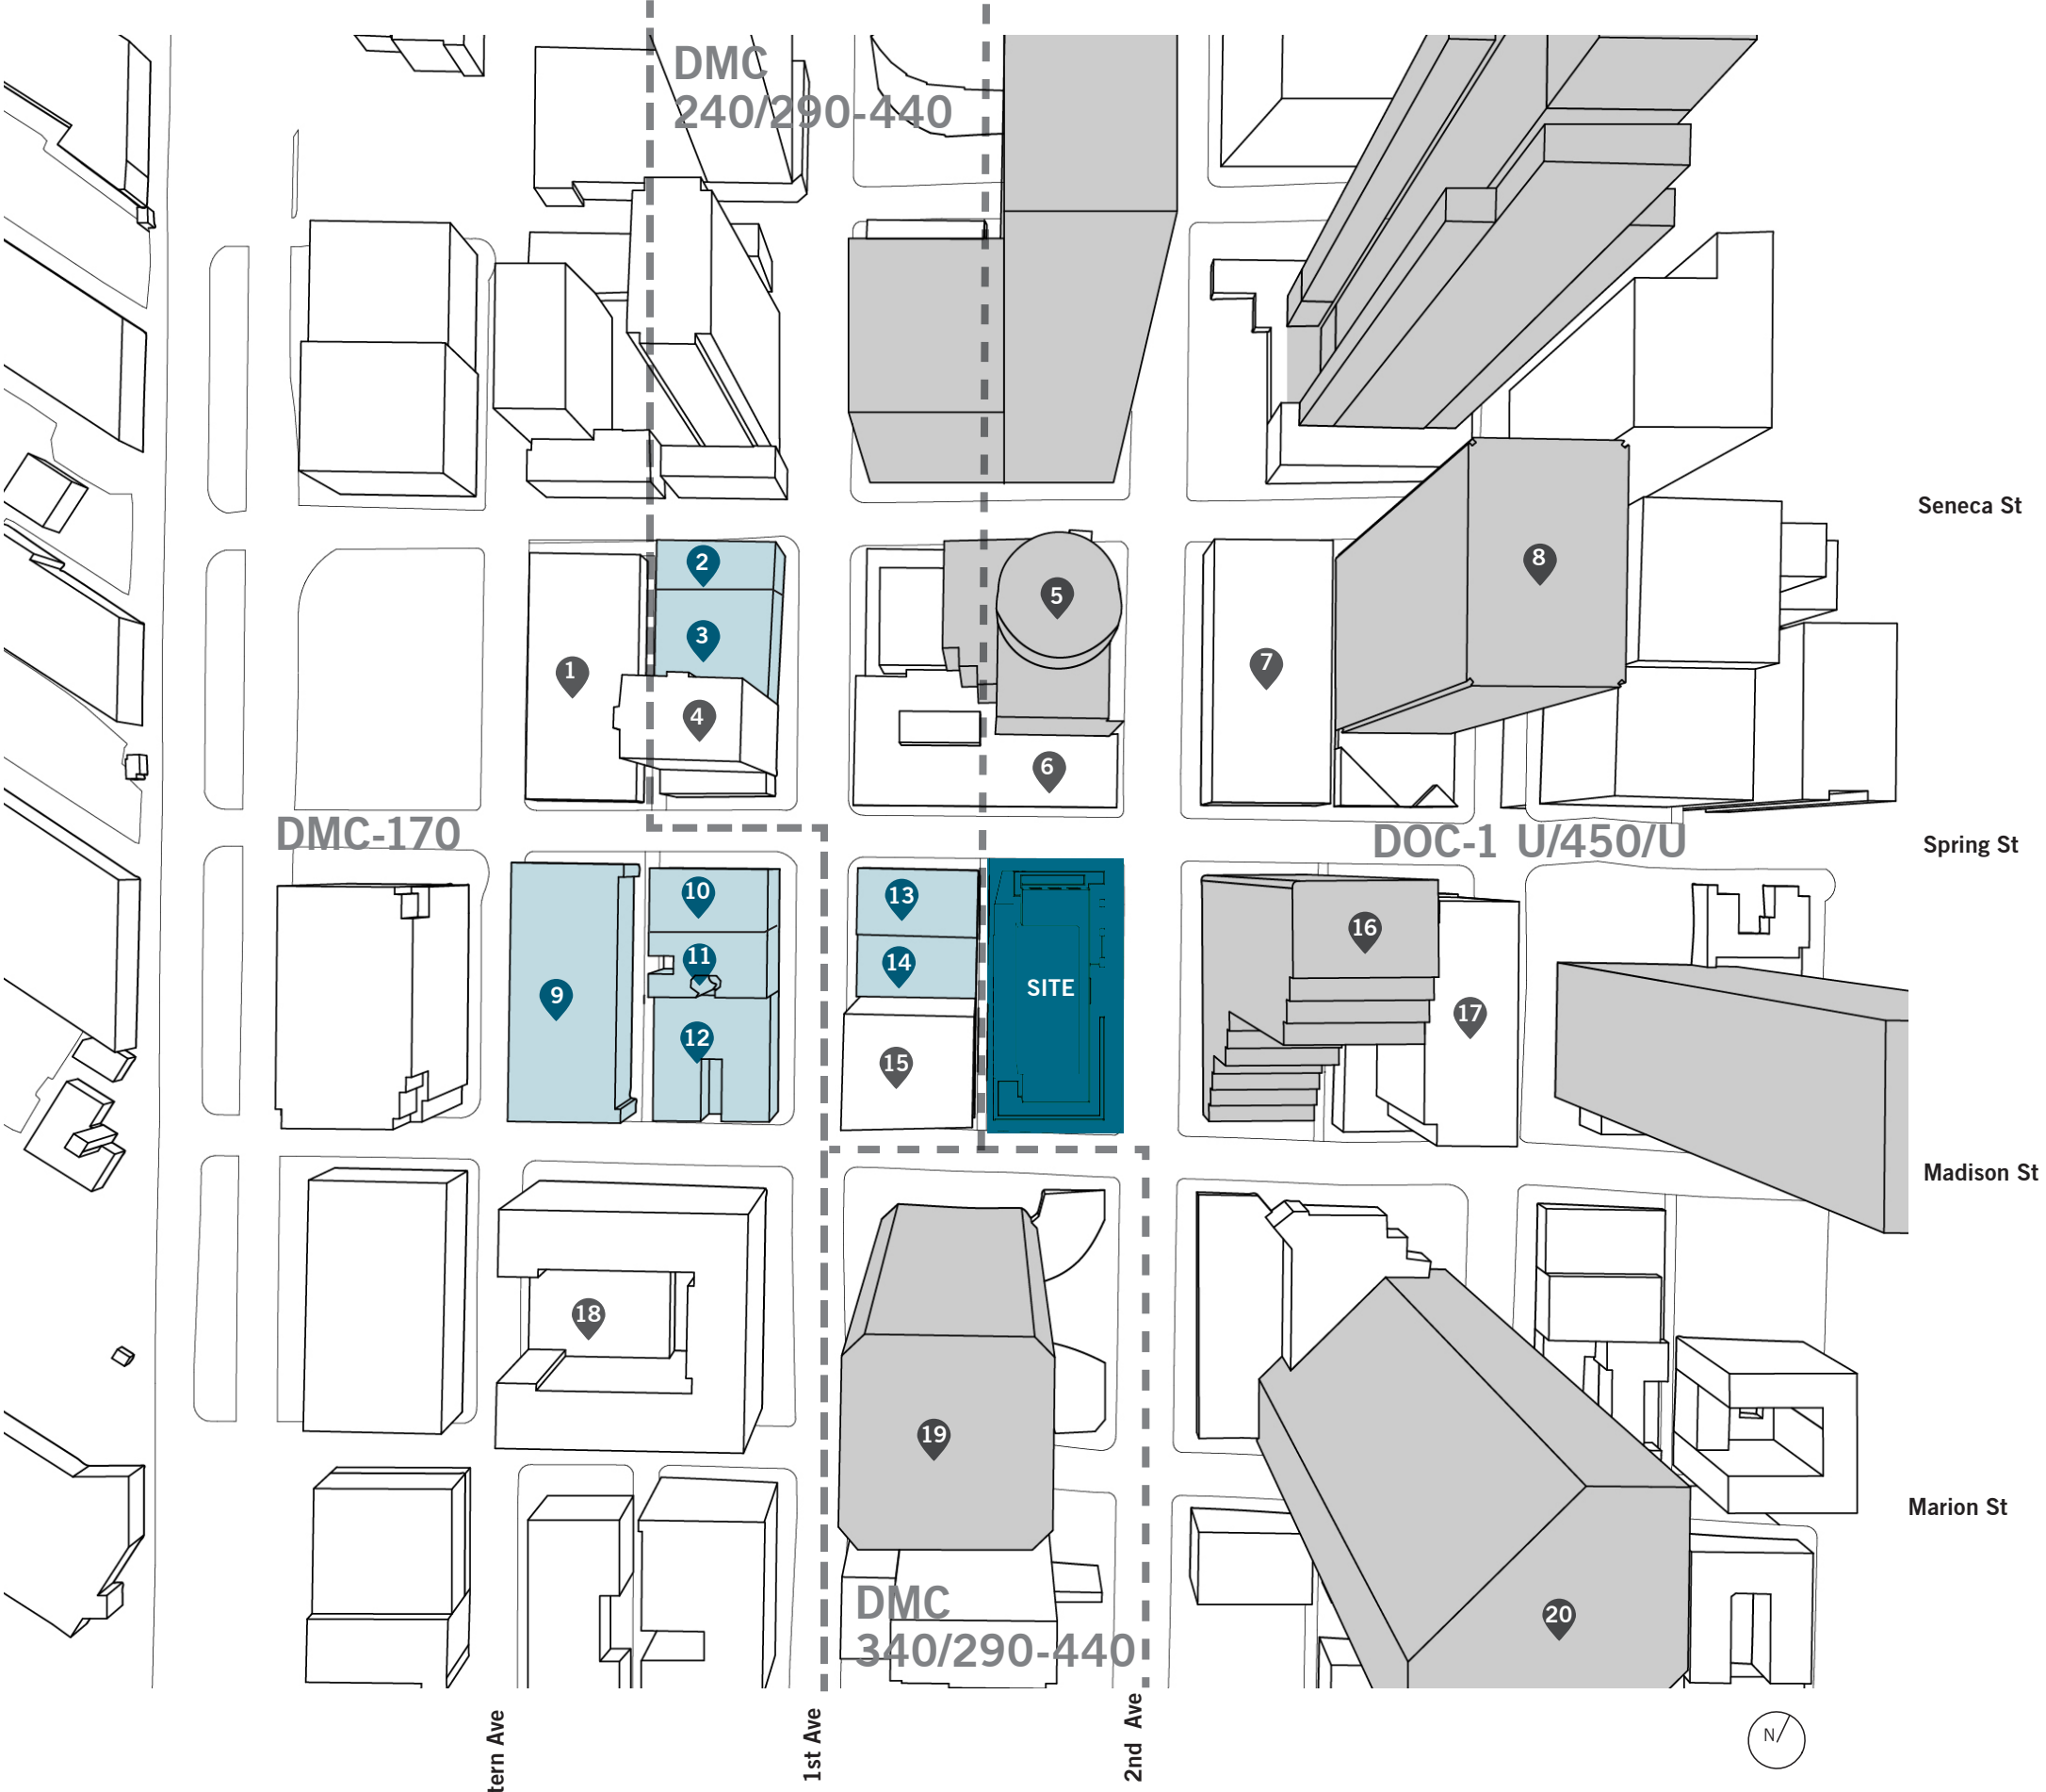 DMC
240/290-440
Seneca St
2
8
5
3
7
1
4
6
DMC-170
DOC-1 U/450/U
Spring St
10
13
16
11
14
SITE
9
17
12
15
Madison St
18
19
Marion St
DMC
340/290-440
20
tern Ave
1st Ave
2nd Ave
N